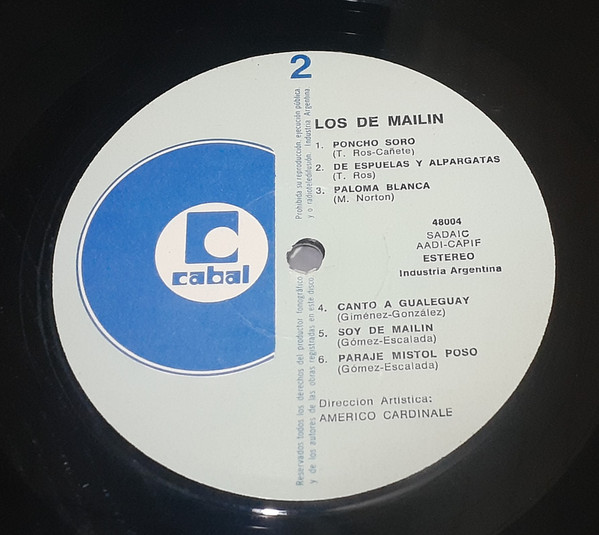 2
LOS DE MAILIN
1. PONCHO SORO
(T. Ros-Cañete)
2. DE ESPUELAS Y ALPARGATAS
(T. Ros)
3. PALOMA BLANCA
(M. Norton)
48004
SADAIC
AADI-CAPIF
ESTEREO
Industria Argentina
cabal
4. CANTO A GUALEGUAY
(Giménez-González)
5. SOY DE MAILIN
(Gómez-Escalada)
6. PARAJE MISTOL POSO
(Gómez-Escalada)
Direccion Artistica:
AMERICO CARDINALE
Reservados todos los derechos del productor fonográfico
y de los autores de las obras registradas en este disco
Prohibida su reproducción, ejecución pública
y o radioteledifusión. Industria Argentina